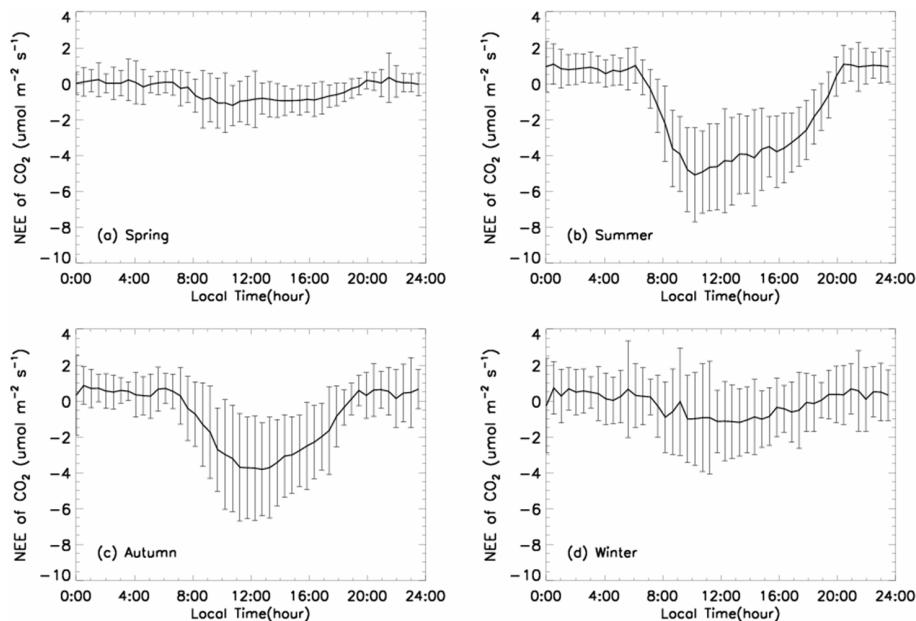 4
2
0
−2
−4
−6
−8
−10
NEE of CO₂ (umol m⁻² s⁻¹)
(a) Spring
0:00 4:00 8:00 12:00 16:00 20:00 24:00
Local Time(hour)
4
2
0
−2
−4
−6
−8
−10
NEE of CO₂ (umol m⁻² s⁻¹)
(b) Summer
0:00 4:00 8:00 12:00 16:00 20:00 24:00
Local Time(hour)
4
2
0
−2
−4
−6
−8
−10
NEE of CO₂ (umol m⁻² s⁻¹)
(c) Autumn
0:00 4:00 8:00 12:00 16:00 20:00 24:00
Local Time(hour)
4
2
0
−2
−4
−6
−8
−10
NEE of CO₂ (umol m⁻² s⁻¹)
(d) Winter
0:00 4:00 8:00 12:00 16:00 20:00 24:00
Local Time(hour)